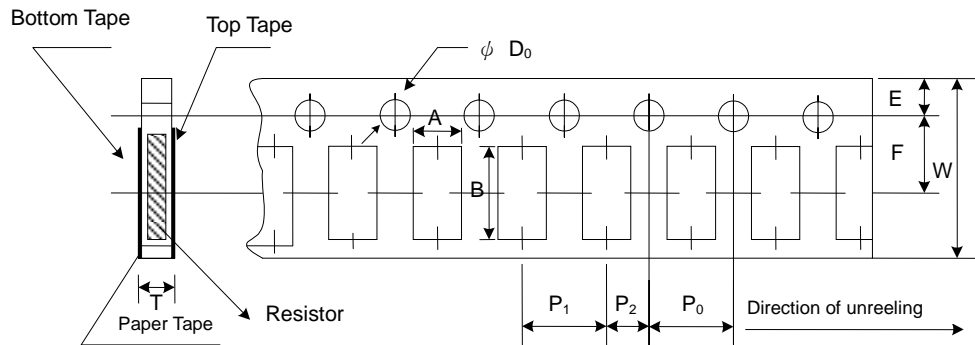 Bottom Tape
Top Tape
φ D₀
E
A
F
W
B
T
P₁
P₂
P₀
Direction of unreeling
Resistor
Paper Tape